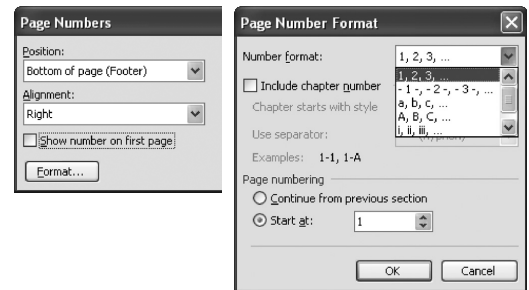 Page Numbers
Position:
Bottom of page (Footer)
Alignment:
Right
Show number on first page
Format...
Page Number Format
Number format:
1, 2, 3, ...
1, 2, 3, ...
- 1 -, - 2 -, - 3 -, ...
a, b, c, ...
A, B, C, ...
i, ii, iii, ...
Include chapter number
Chapter starts with style
Use separator:
Examples: 1-1, 1-A
Page numbering
Continue from previous section
Start at:
1
OK
Cancel